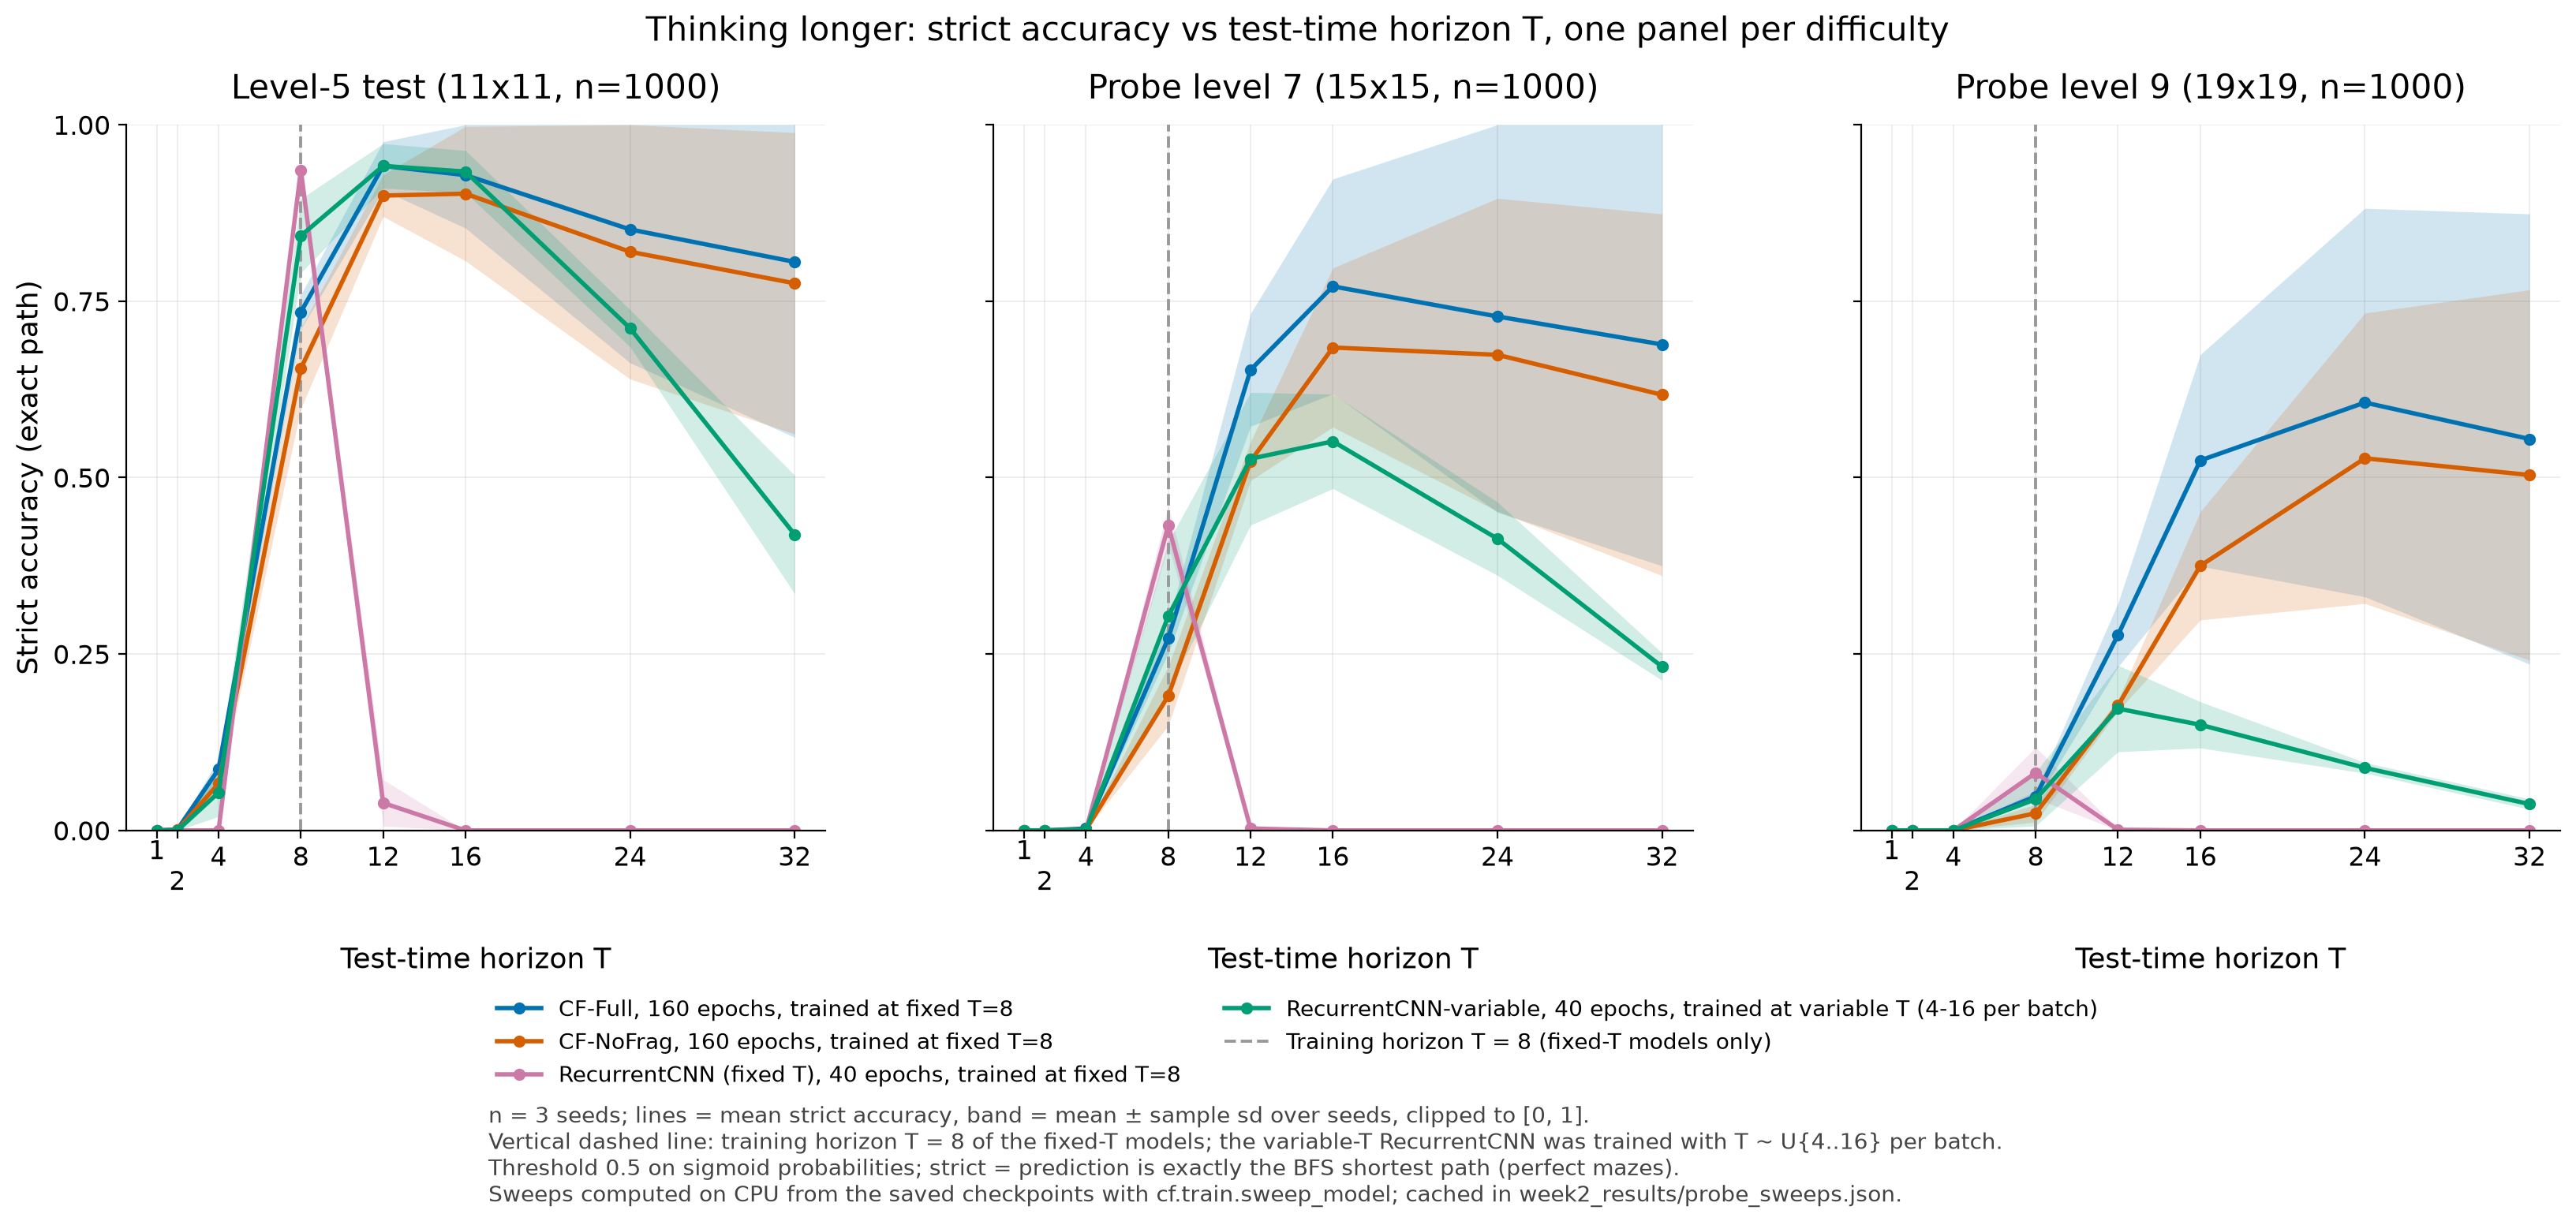 Thinking longer: strict accuracy vs test-time horizon T, one panel per difficulty
Level-5 test (11x11, n=1000)
Probe level 7 (15x15, n=1000)
Probe level 9 (19x19, n=1000)
Strict accuracy (exact path)
1.00
0.75
0.50
0.25
0.00
1 2 4 8 12 16 24 32
1 2 4 8 12 16 24 32
1 2 4 8 12 16 24 32
Test-time horizon T
Test-time horizon T
Test-time horizon T
CF-Full, 160 epochs, trained at fixed T=8
CF-NoFrag, 160 epochs, trained at fixed T=8
RecurrentCNN (fixed T), 40 epochs, trained at fixed T=8
RecurrentCNN-variable, 40 epochs, trained at variable T (4-16 per batch)
Training horizon T = 8 (fixed-T models only)
n = 3 seeds; lines = mean strict accuracy, band = mean ± sample sd over seeds, clipped to [0, 1].
Vertical dashed line: training horizon T = 8 of the fixed-T models; the variable-T RecurrentCNN was trained with T ~ U{4..16} per batch.
Threshold 0.5 on sigmoid probabilities; strict = prediction is exactly the BFS shortest path (perfect mazes).
Sweeps computed on CPU from the saved checkpoints with cf.train.sweep_model; cached in week2_results/probe_sweeps.json.